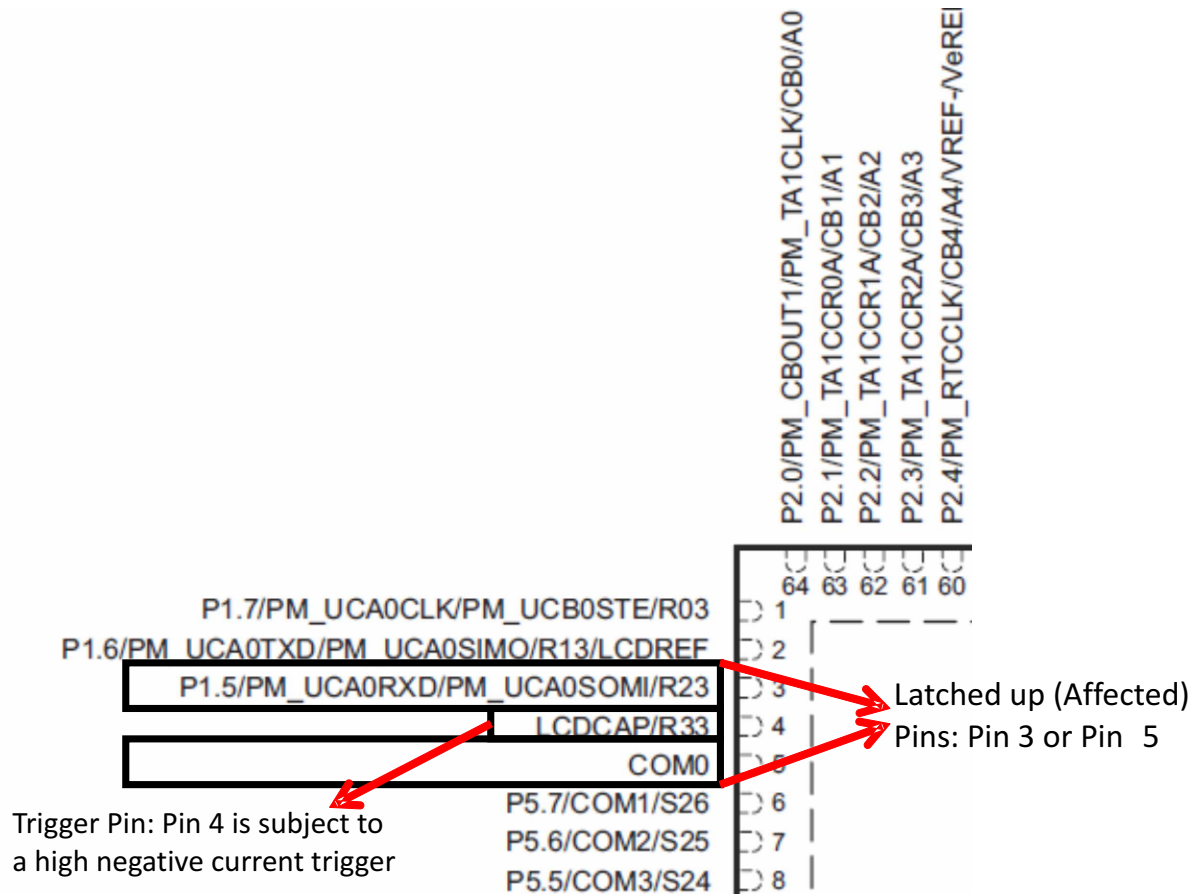 P2.0/PM_CBOUT1/PM_TA1CLK/CB0/A0
P2.1/PM_TA1CCR0A/CB1/A1
P2.2/PM_TA1CCR1A/CB2/A2
P2.3/PM_TA1CCR2A/CB3/A3
P2.4/PM_RTCCLK/CB4/A4/VREF-/VeREF
64 63 62 61 60
P1.7/PM_UCA0CLK/PM_UCB0STE/R03 1
P1.6/PM_UCA0TXD/PM_UCA0SIMO/R13/LCDREF 2
P1.5/PM_UCA0RXD/PM_UCA0SOMI/R23 3
LCDCAP/R33 4
COM0 5
P5.7/COM1/S26 6
P5.6/COM2/S25 7
P5.5/COM3/S24 8
Latched up (Affected)
Pins: Pin 3 or Pin 5
Trigger Pin: Pin 4 is subject to
a high negative current trigger